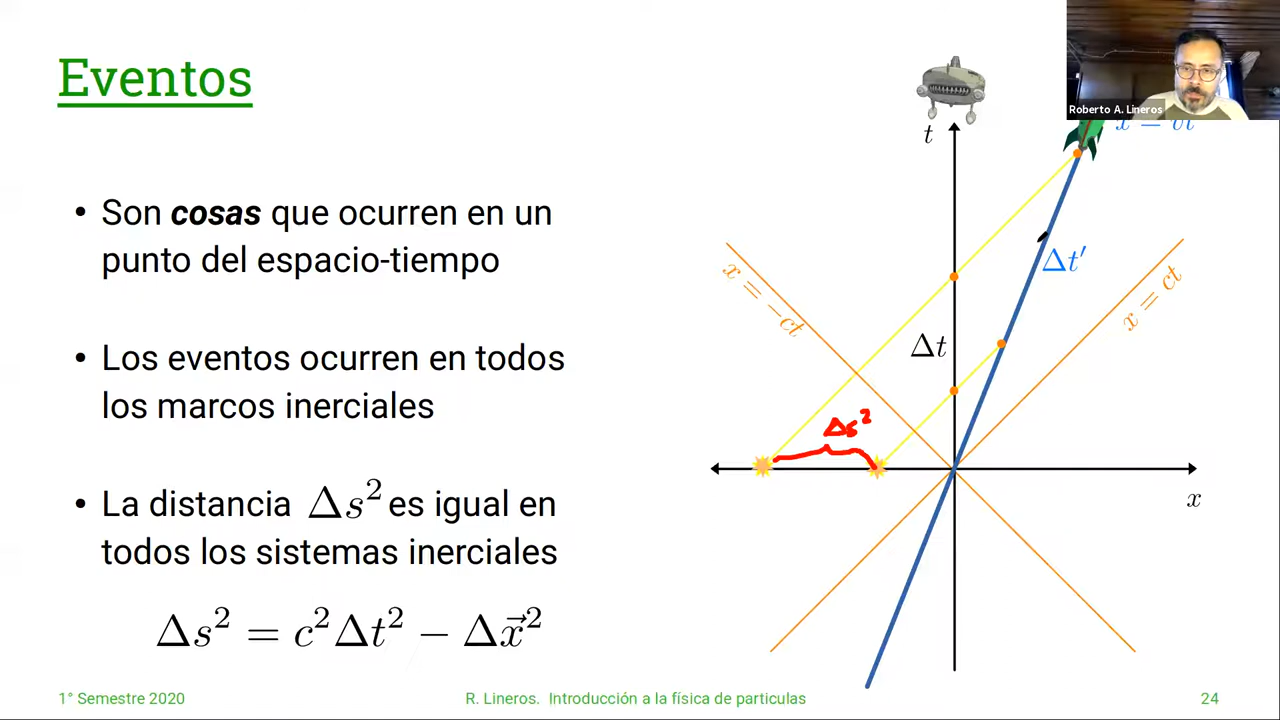 Eventos
• Son cosas que ocurren en un
punto del espacio-tiempo
• Los eventos ocurren en todos
los marcos inerciales
• La distancia Δs² es igual en
todos los sistemas inerciales
Δs² = c²Δt² − Δx⃗²
Roberto A. Lineros
x = vt
t
Δt′
x = −ct
x = ct
Δt
Δs²
x
1° Semestre 2020
R. Lineros. Introducción a la física de particulas
24